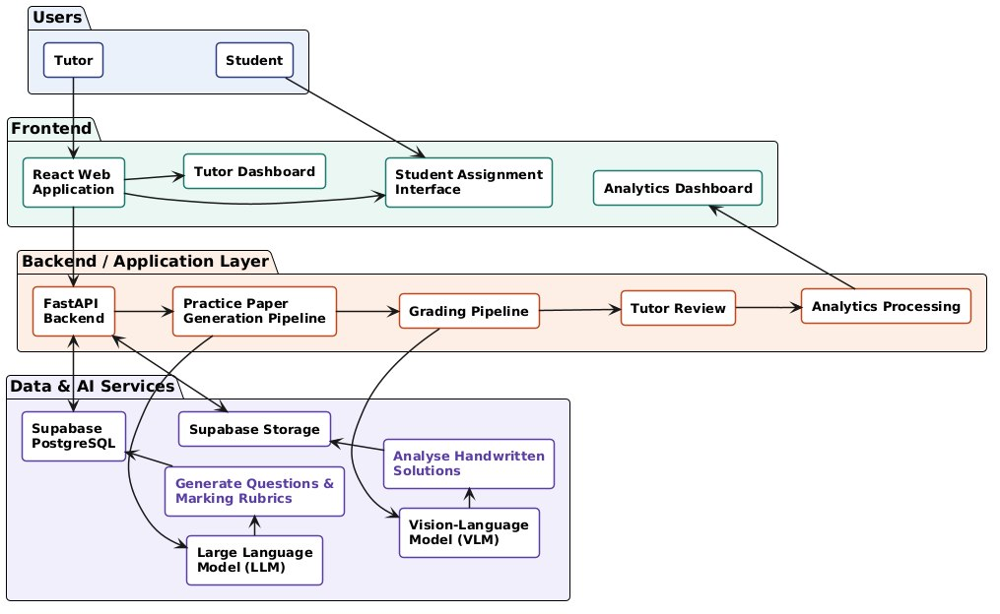 Users
Tutor
Student
Frontend
React Web
Application
Tutor Dashboard
Student Assignment
Interface
Analytics Dashboard
Backend / Application Layer
FastAPI
Backend
Practice Paper
Generation Pipeline
Grading Pipeline
Tutor Review
Analytics Processing
Data & AI Services
Supabase
PostgreSQL
Supabase Storage
Analyse Handwritten
Solutions
Generate Questions &
Marking Rubrics
Vision-Language
Model (VLM)
Large Language
Model (LLM)